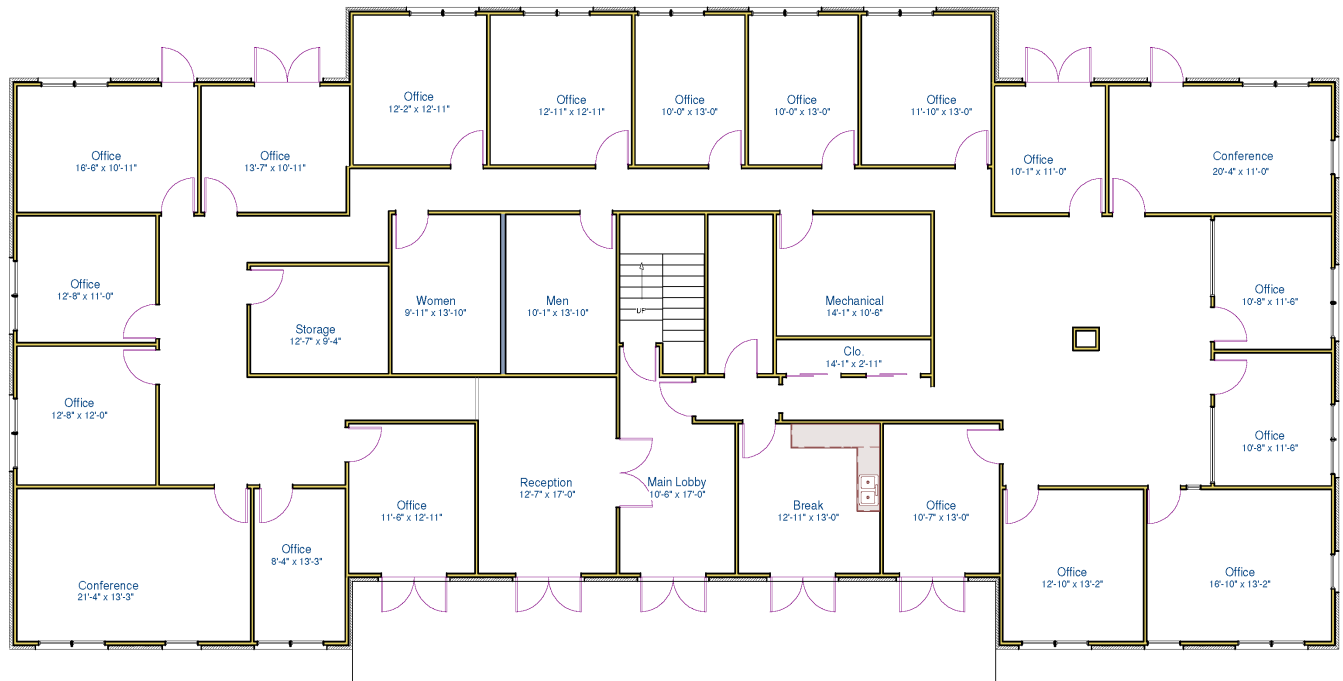 Office
12'-2" x 12'-11"
Office
12'-11" x 12'-11"
Office
10'-0" x 13'-0"
Office
10'-0" x 13'-0"
Office
11'-10" x 13'-0"
Office
16'-6" x 10'-11"
Office
13'-7" x 10'-11"
Office
10'-1" x 11'-0"
Conference
20'-4" x 11'-0"
Office
12'-8" x 11'-0"
Storage
12'-7" x 9'-4"
Women
9'-11" x 13'-10"
Men
10'-1" x 13'-10"
UP
Mechanical
14'-1" x 10'-6"
Office
10'-8" x 11'-6"
Clo.
14'-1" x 2'-11"
Office
12'-8" x 12'-0"
Office
10'-8" x 11'-6"
Office
11'-6" x 12'-11"
Reception
12'-7" x 17'-0"
Main Lobby
10'-6" x 17'-0"
Break
12'-11" x 13'-0"
Office
10'-7" x 13'-0"
Conference
21'-4" x 13'-3"
Office
8'-4" x 13'-3"
Office
12'-10" x 13'-2"
Office
16'-10" x 13'-2"